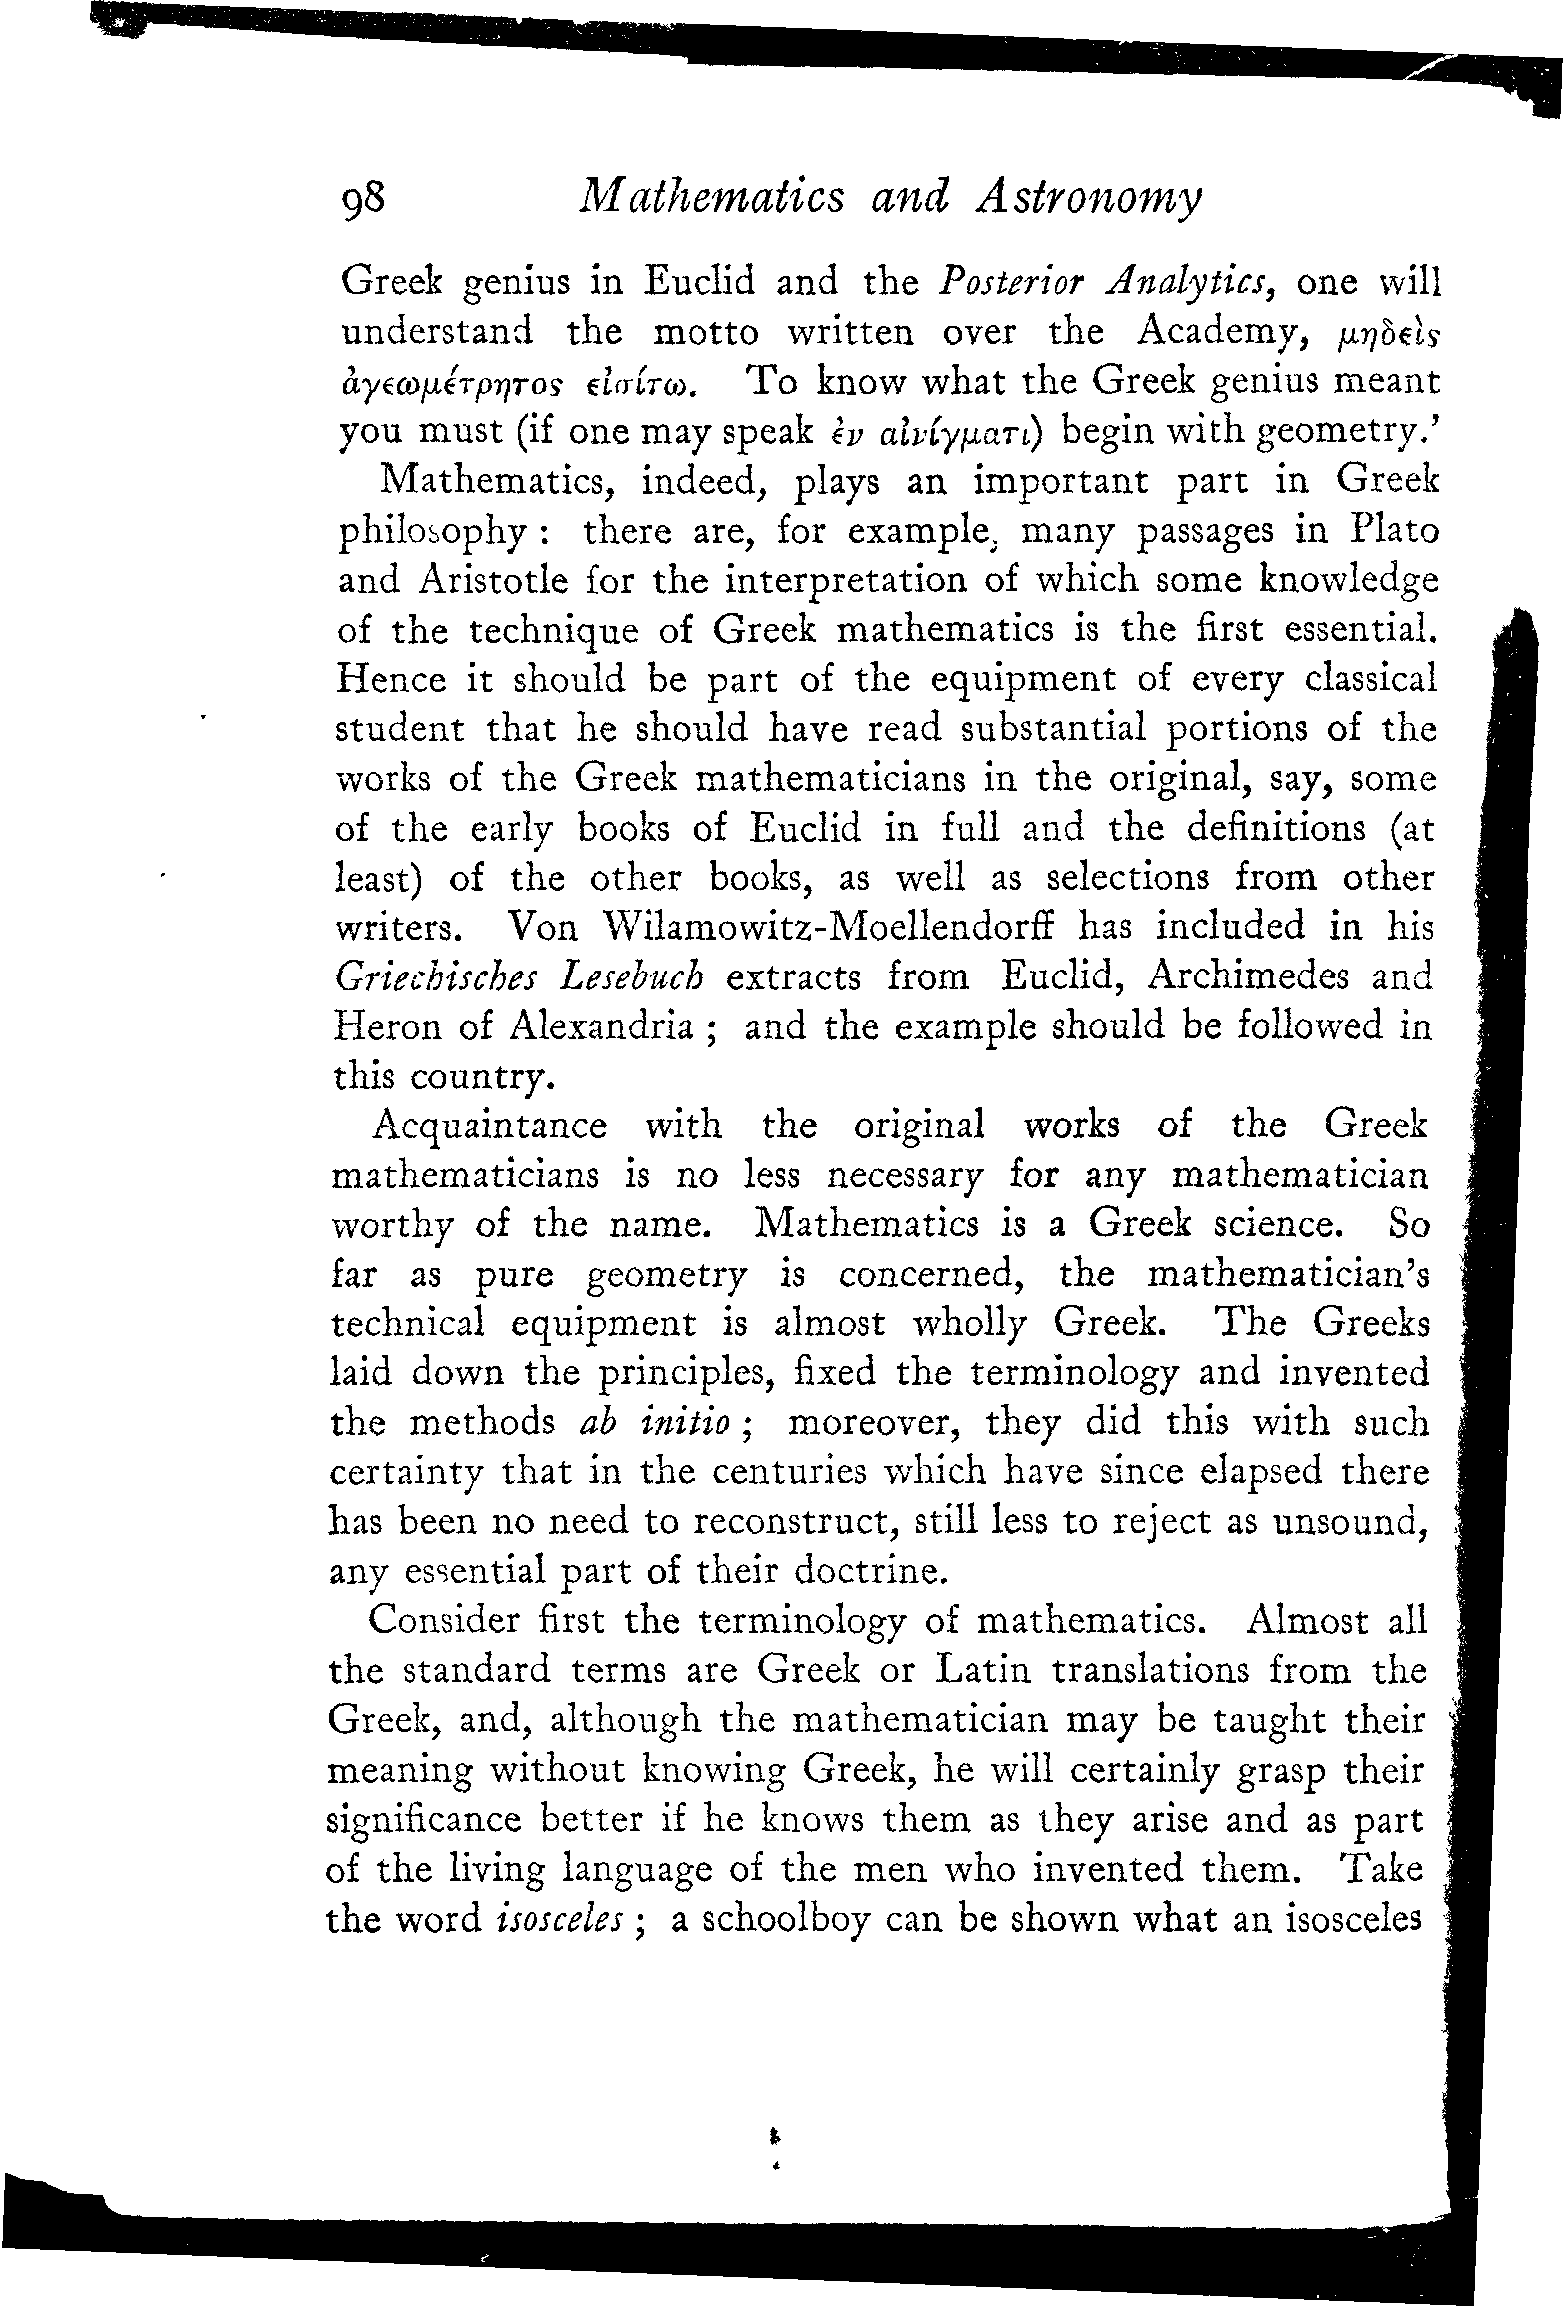 98 Mathematics and Astronomy
Greek genius in Euclid and the Posterior Analytics, one will
understand the motto written over the Academy, μηδεὶς
ἀγεωμέτρητος εἰσίτω. To know what the Greek genius meant
you must (if one may speak ἐν αἰνίγματι) begin with geometry.’
Mathematics, indeed, plays an important part in Greek
philosophy : there are, for example, many passages in Plato
and Aristotle for the interpretation of which some knowledge
of the technique of Greek mathematics is the first essential.
Hence it should be part of the equipment of every classical
student that he should have read substantial portions of the
works of the Greek mathematicians in the original, say, some
of the early books of Euclid in full and the definitions (at
least) of the other books, as well as selections from other
writers. Von Wilamowitz-Moellendorff has included in his
Griechisches Lesebuch extracts from Euclid, Archimedes and
Heron of Alexandria ; and the example should be followed in
this country.
Acquaintance with the original works of the Greek
mathematicians is no less necessary for any mathematician
worthy of the name. Mathematics is a Greek science. So
far as pure geometry is concerned, the mathematician’s
technical equipment is almost wholly Greek. The Greeks
laid down the principles, fixed the terminology and invented
the methods ab initio ; moreover, they did this with such
certainty that in the centuries which have since elapsed there
has been no need to reconstruct, still less to reject as unsound,
any essential part of their doctrine.
Consider first the terminology of mathematics. Almost all
the standard terms are Greek or Latin translations from the
Greek, and, although the mathematician may be taught their
meaning without knowing Greek, he will certainly grasp their
significance better if he knows them as they arise and as part
of the living language of the men who invented them. Take
the word isosceles ; a schoolboy can be shown what an isosceles